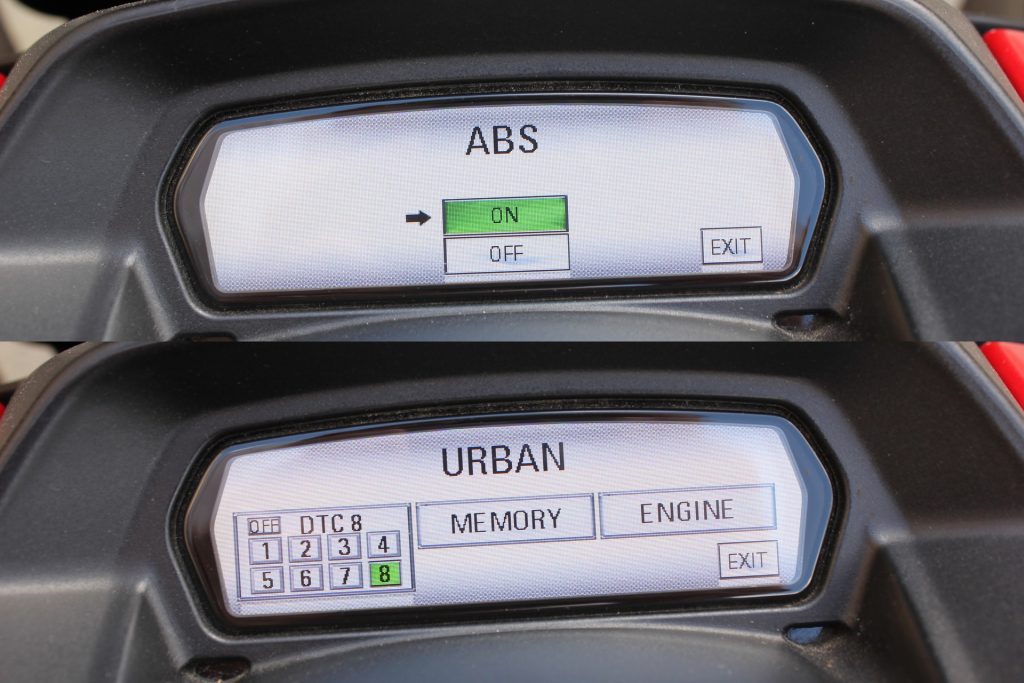 ABS
ON
OFF
EXIT
URBAN
OFF DTC 8
1 2 3 4
5 6 7 8
MEMORY
ENGINE
EXIT